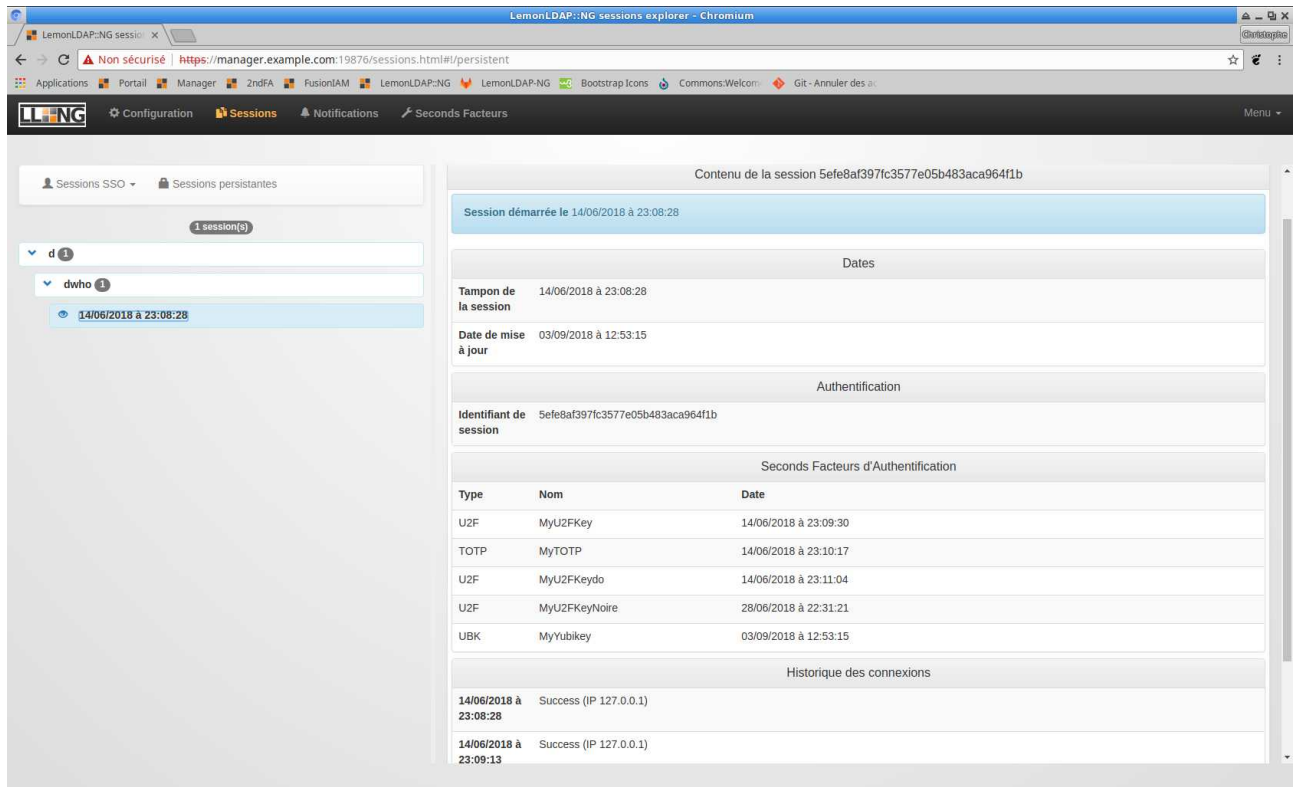 LemonLDAP::NG sessions explorer - Chromium
LemonLDAP::NG session
Christophe
Non sécurisé | https://manager.example.com:19876/sessions.html#!/persistent
Applications Portail Manager 2ndFA FusionIAM LemonLDAP::NG LemonLDAP-NG Bootstrap Icons Commons:Welcom Git - Annuler des ac
LL::NG Configuration Sessions Notifications Seconds Facteurs Menu
Sessions SSO Sessions persistantes
1 session(s)
d 1
dwho 1
14/06/2018 à 23:08:28
Contenu de la session 5efe8af397fc3577e05b483aca964f1b
Session démarrée le 14/06/2018 à 23:08:28
Dates
Tampon de la session 14/06/2018 à 23:08:28
Date de mise à jour 03/09/2018 à 12:53:15
Authentification
Identifiant de session 5efe8af397fc3577e05b483aca964f1b
Seconds Facteurs d'Authentification
Type Nom Date
U2F MyU2FKey 14/06/2018 à 23:09:30
TOTP MyTOTP 14/06/2018 à 23:10:17
U2F MyU2FKeydo 14/06/2018 à 23:11:04
U2F MyU2FKeyNoire 28/06/2018 à 22:31:21
UBK MyYubikey 03/09/2018 à 12:53:15
Historique des connexions
14/06/2018 à 23:08:28 Success (IP 127.0.0.1)
14/06/2018 à 23:09:13 Success (IP 127.0.0.1)